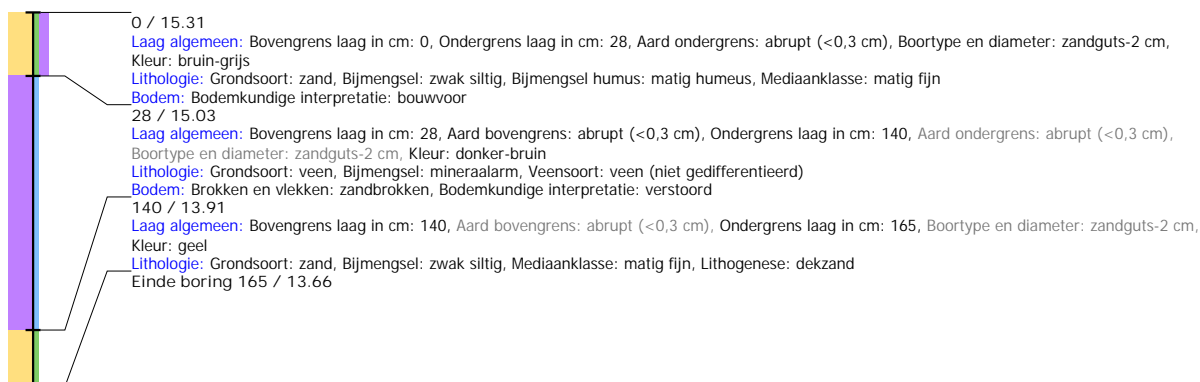 0 / 15.31
Laag algemeen: Bovengrens laag in cm: 0, Ondergrens laag in cm: 28, Aard ondergrens: abrupt (<0,3 cm), Boortype en diameter: zandguts-2 cm,
Kleur: bruin-grijs
Lithologie: Grondsoort: zand, Bijmengsel: zwak siltig, Bijmengsel humus: matig humeus, Mediaanklasse: matig fijn
Bodem: Bodemkundige interpretatie: bouwvoor
28 / 15.03
Laag algemeen: Bovengrens laag in cm: 28, Aard bovengrens: abrupt (<0,3 cm), Ondergrens laag in cm: 140, Aard ondergrens: abrupt (<0,3 cm),
Boortype en diameter: zandguts-2 cm, Kleur: donker-bruin
Lithologie: Grondsoort: veen, Bijmengsel: mineraalarm, Veensoort: veen (niet gedifferentieerd)
Bodem: Brokken en vlekken: zandbrokken, Bodemkundige interpretatie: verstoord
140 / 13.91
Laag algemeen: Bovengrens laag in cm: 140, Aard bovengrens: abrupt (<0,3 cm), Ondergrens laag in cm: 165, Boortype en diameter: zandguts-2 cm,
Kleur: geel
Lithologie: Grondsoort: zand, Bijmengsel: zwak siltig, Mediaanklasse: matig fijn, Lithogenese: dekzand
Einde boring 165 / 13.66